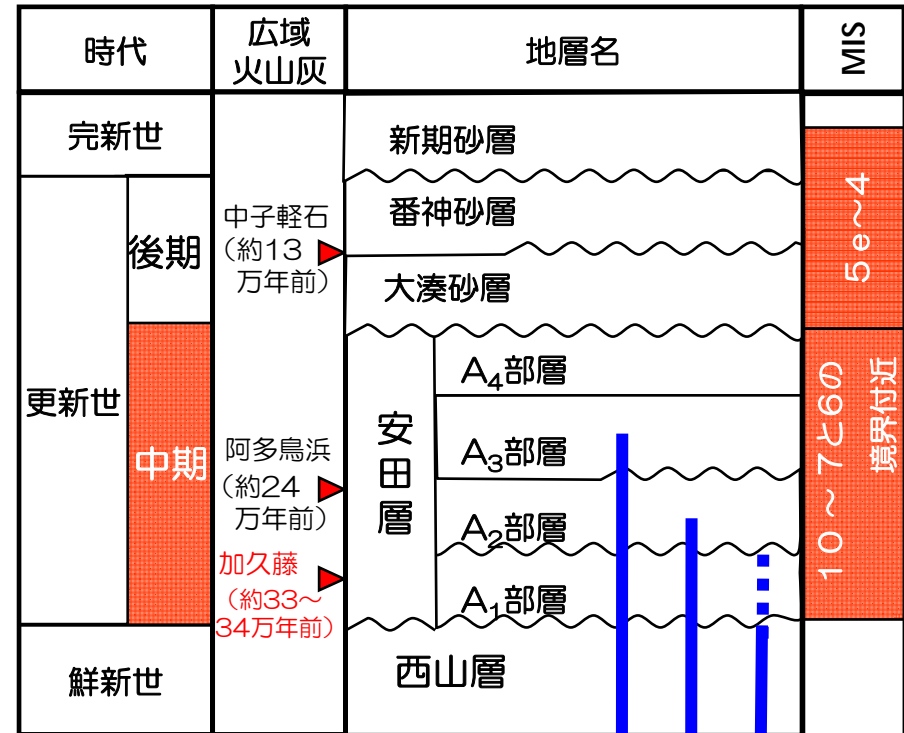 時代
広域
火山灰
地層名
MIS
完新世
更新世
後期
中期
鮮新世
中子軽石
(約13
万年前)
阿多鳥浜
(約24
万年前)
加久藤
(約33~
34万年前)
新期砂層
番神砂層
大湊砂層
安田層
A₄部層
A₃部層
A₂部層
A₁部層
西山層
5e~4
10~7と6の
境界付近